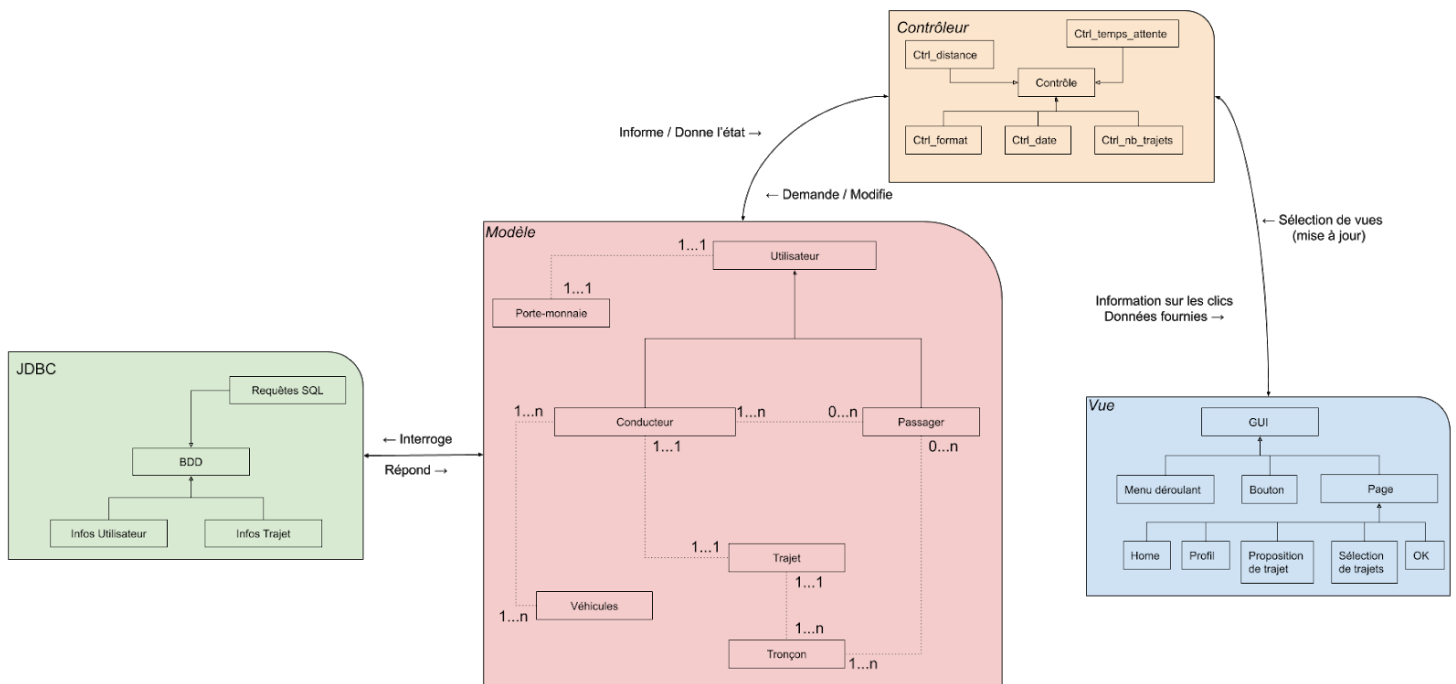 Contrôleur
Ctrl_temps_attente
Ctrl_distance
Contrôle
Ctrl_format
Ctrl_date
Ctrl_nb_trajets
Informe / Donne l'état →
← Demande / Modifie
← Sélection de vues
(mise à jour)
Information sur les clics
Données fournies →
Modèle
1...1
Utilisateur
1...1
Porte-monnaie
1...n
Conducteur
1...n
0...n
Passager
1...1
0...n
1...1
Trajet
1...1
Véhicules
1...n
1...n
Tronçon
1...n
JDBC
Requètes SQL
BDD
Infos Utilisateur
Infos Trajet
← Interroge
Répond →
Vue
GUI
Menu déroulant
Bouton
Page
Home
Profil
Proposition
de trajet
Sélection
de trajets
OK